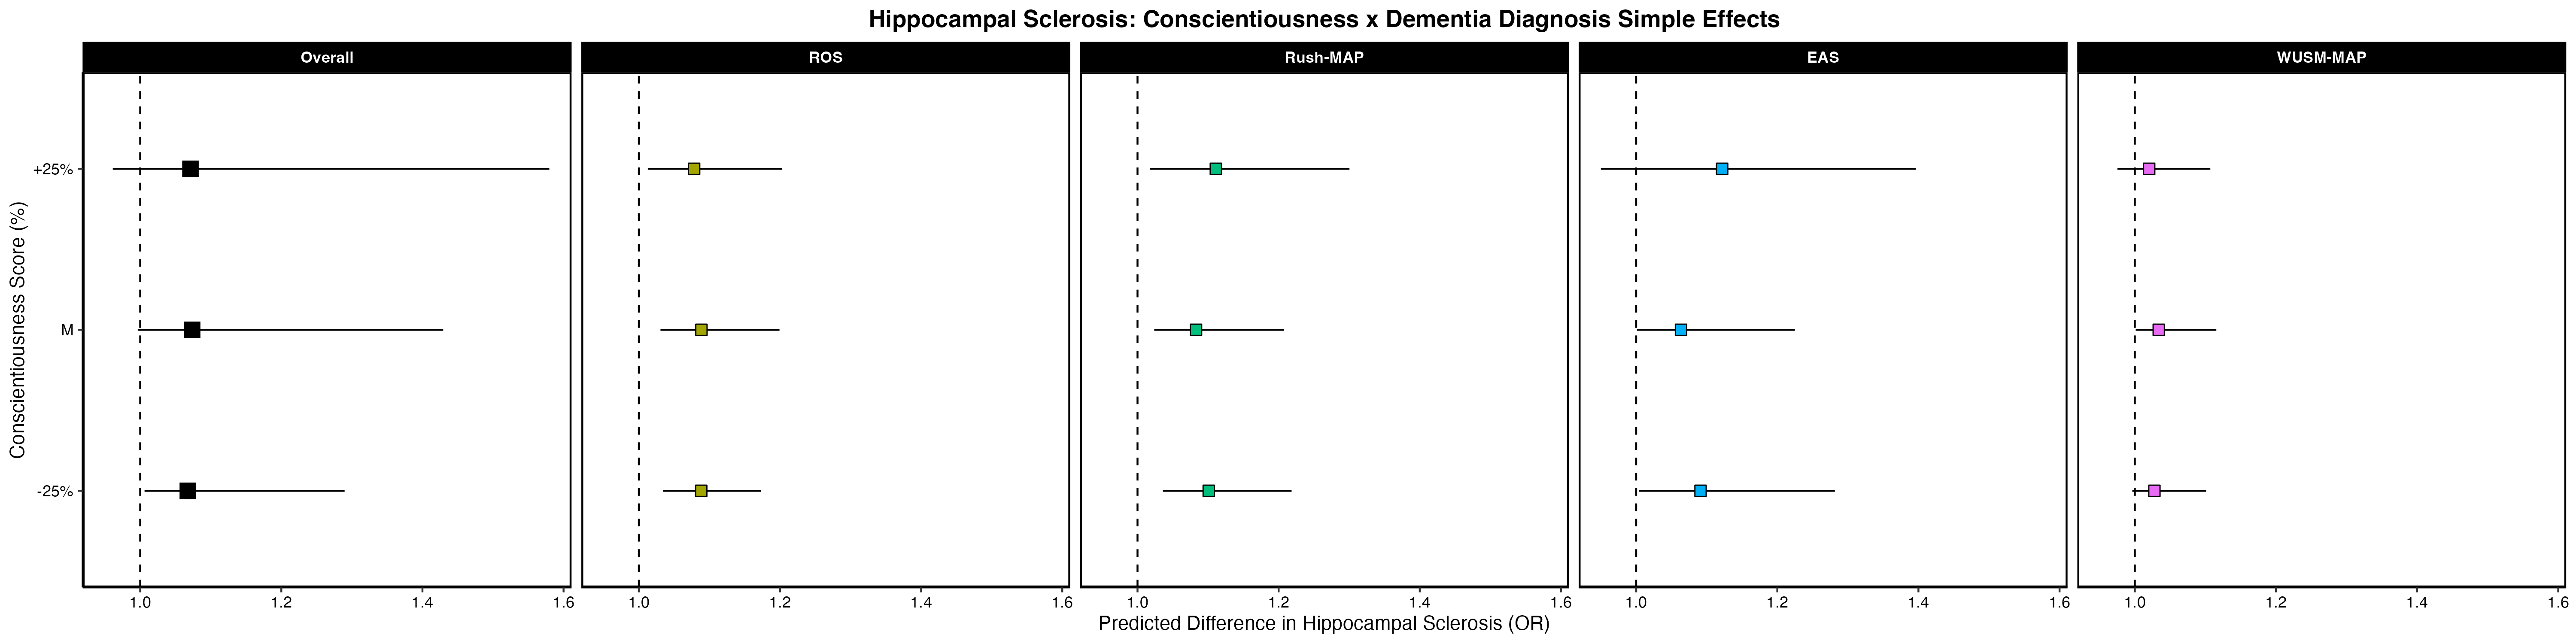 Hippocampal Sclerosis: Conscientiousness x Dementia Diagnosis Simple Effects
Overall
ROS
Rush-MAP
EAS
WUSM-MAP
Conscientiousness Score (%)
+25%
M
-25%
1.0 1.2 1.4 1.6
1.0 1.2 1.4 1.6
1.0 1.2 1.4 1.6
1.0 1.2 1.4 1.6
1.0 1.2 1.4 1.6
Predicted Difference in Hippocampal Sclerosis (OR)